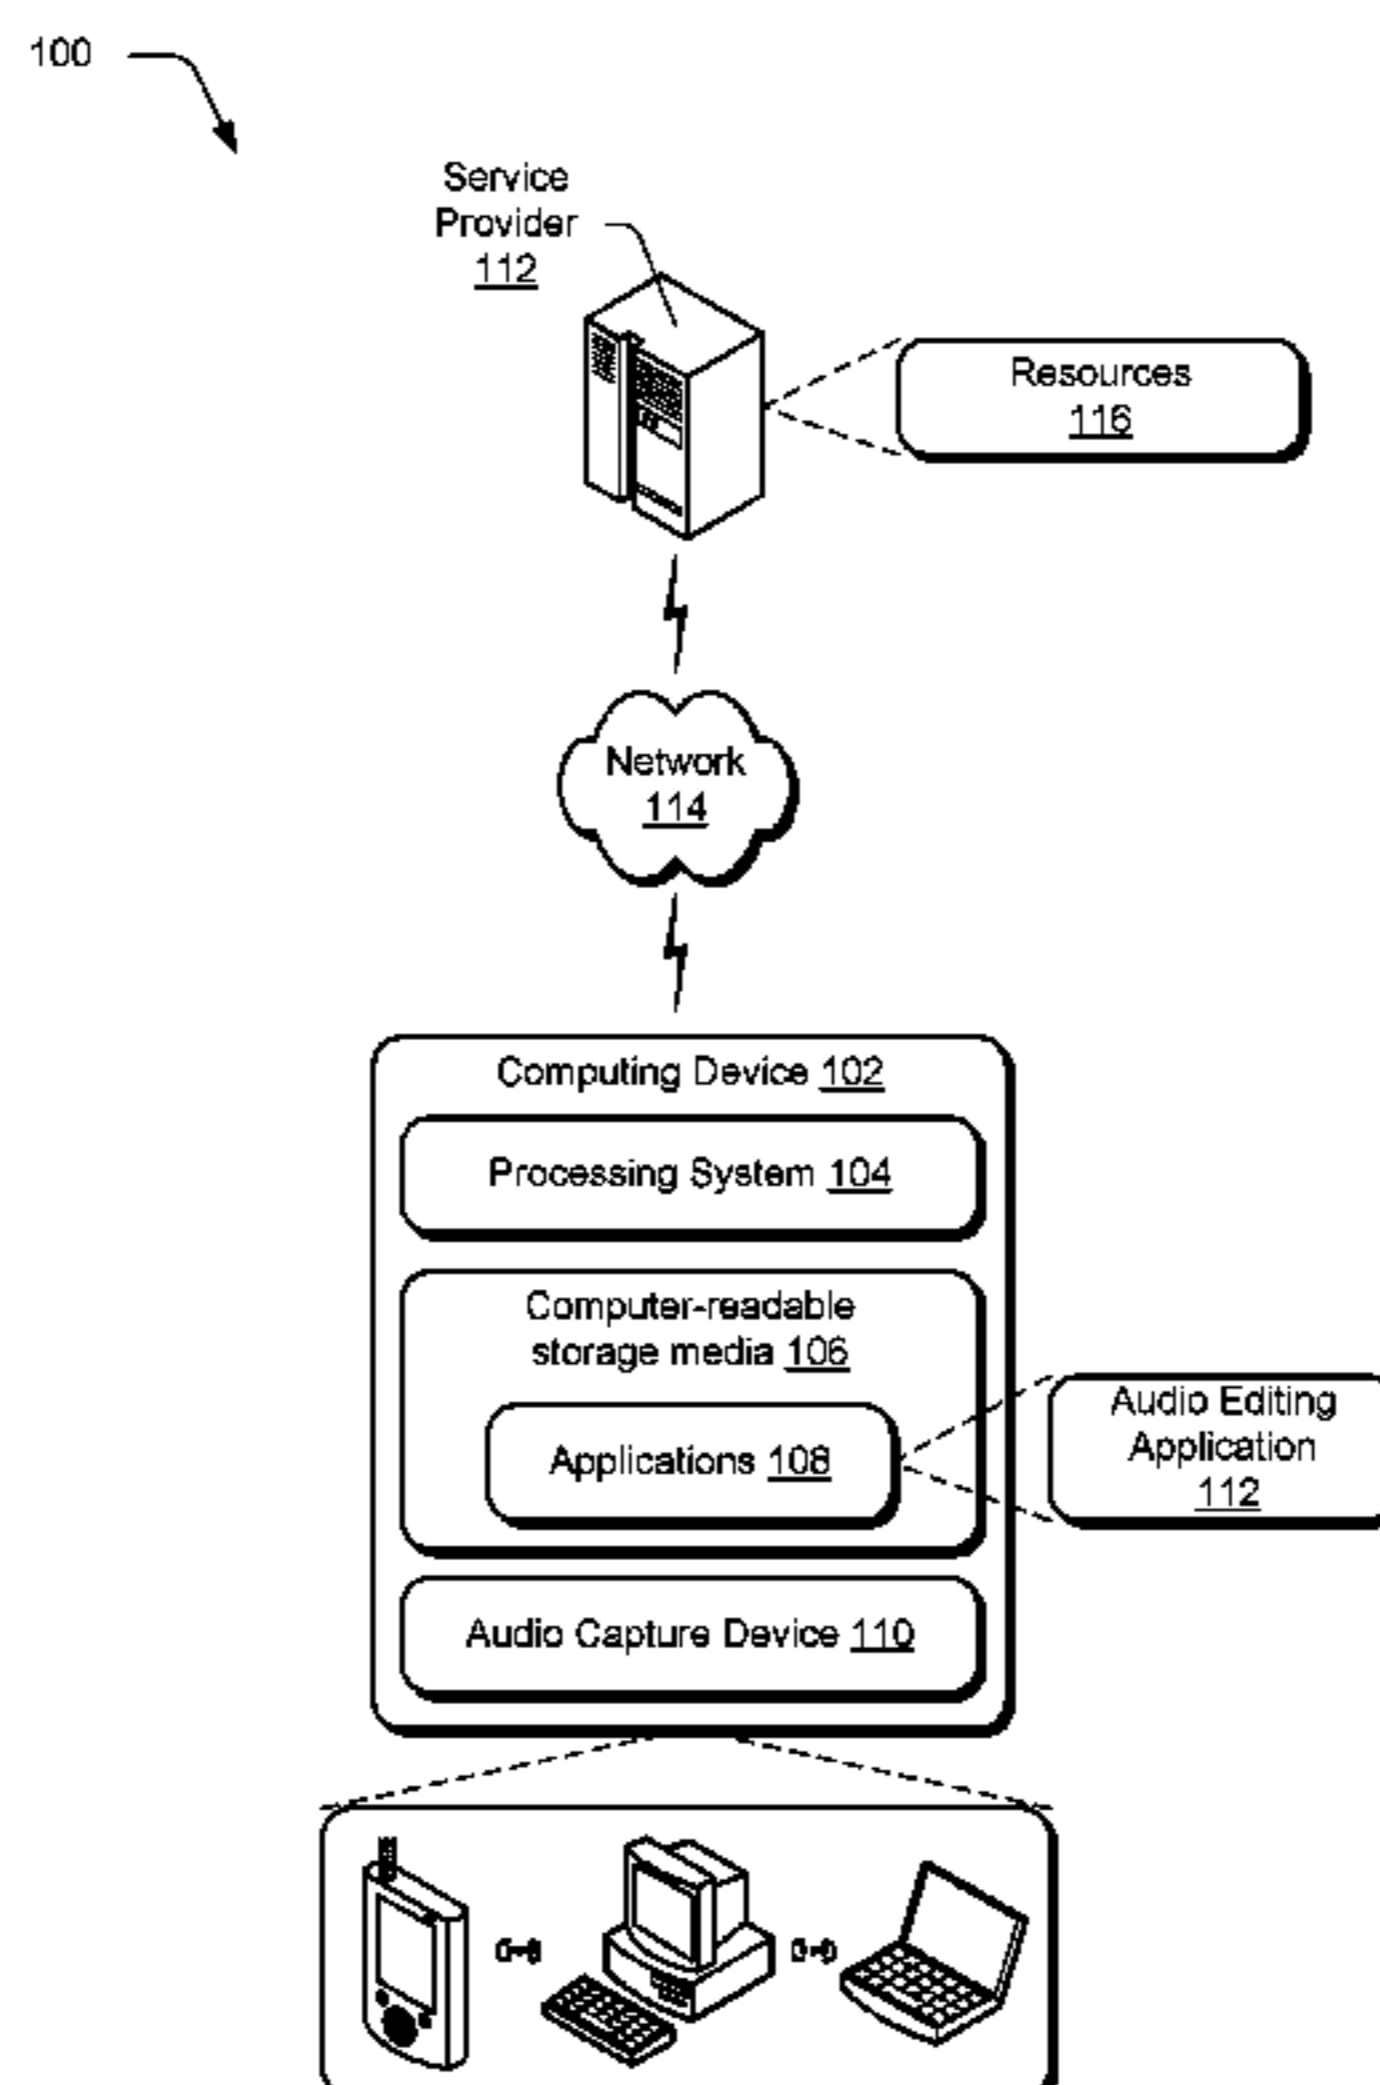 100
Service
Provider
112
Resources
116
Network
114
Computing Device 102
Processing System 104
Computer-readable
storage media 106
Applications 108
Audio Editing
Application
112
Audio Capture Device 110